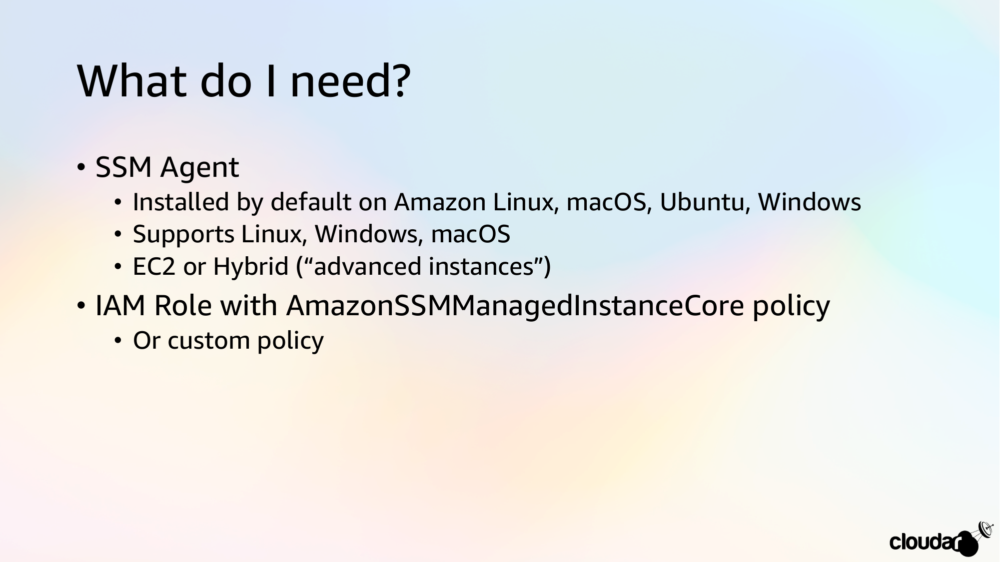 What do I need?
• SSM Agent
• Installed by default on Amazon Linux, macOS, Ubuntu, Windows
• Supports Linux, Windows, macOS
• EC2 or Hybrid (“advanced instances”)
• IAM Role with AmazonSSMManagedInstanceCore policy
• Or custom policy
cloudar